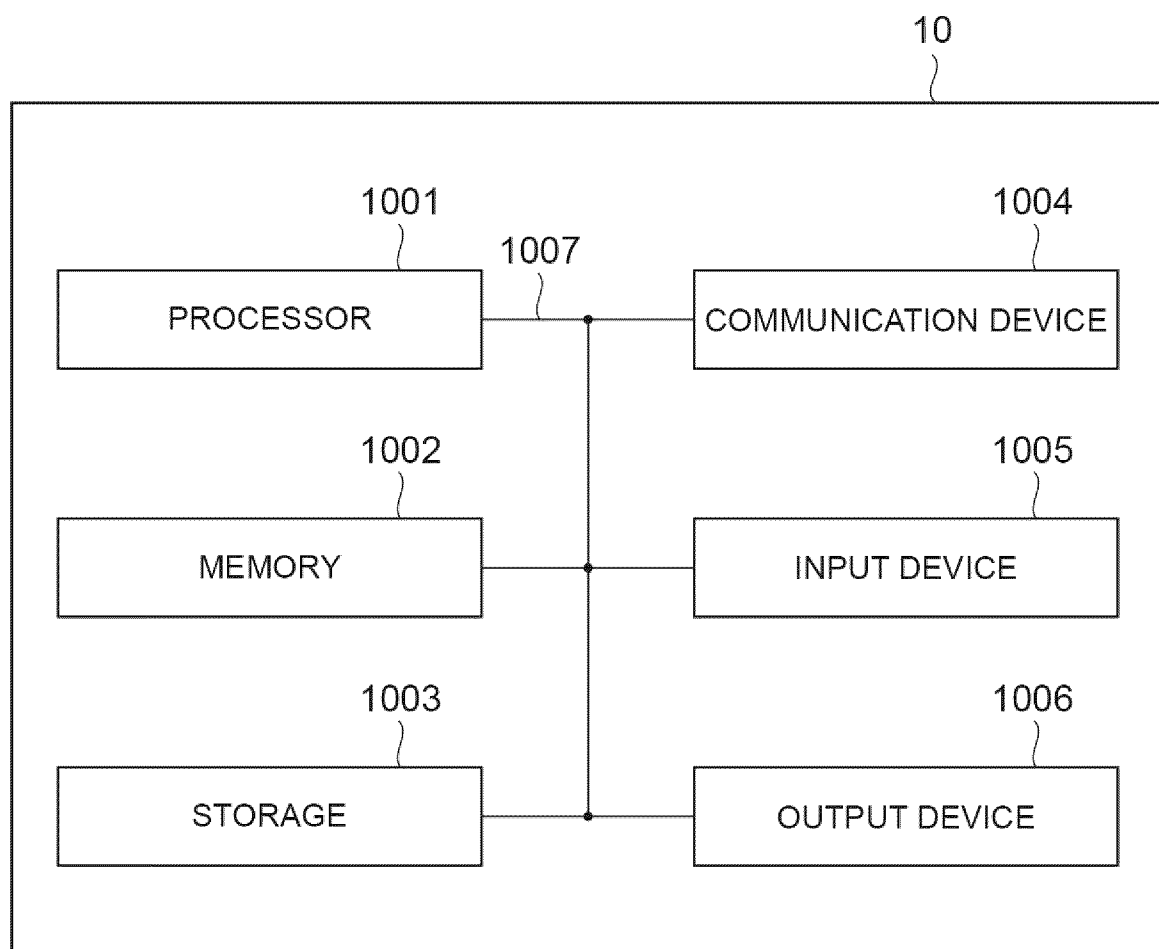 10
1001
1004
1007
PROCESSOR
COMMUNICATION DEVICE
1002
1005
MEMORY
INPUT DEVICE
1003
1006
STORAGE
OUTPUT DEVICE